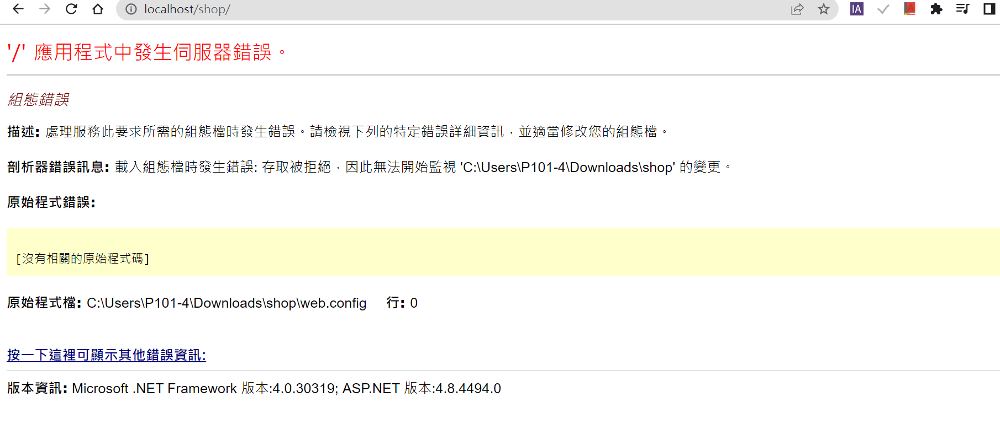 localhost/shop/
IA
'/' 應用程式中發生伺服器錯誤。
組態錯誤
描述: 處理服務此要求所需的組態檔時發生錯誤。請檢視下列的特定錯誤詳細資訊，並適當修改您的組態檔。
剖析器錯誤訊息: 載入組態檔時發生錯誤: 存取被拒絕，因此無法開始監視 'C:\Users\P101-4\Downloads\shop' 的變更。
原始程式錯誤:
[沒有相關的原始程式碼]
原始程式檔: C:\Users\P101-4\Downloads\shop\web.config 行: 0
按一下這裡可顯示其他錯誤資訊:
版本資訊: Microsoft .NET Framework 版本:4.0.30319; ASP.NET 版本:4.8.4494.0